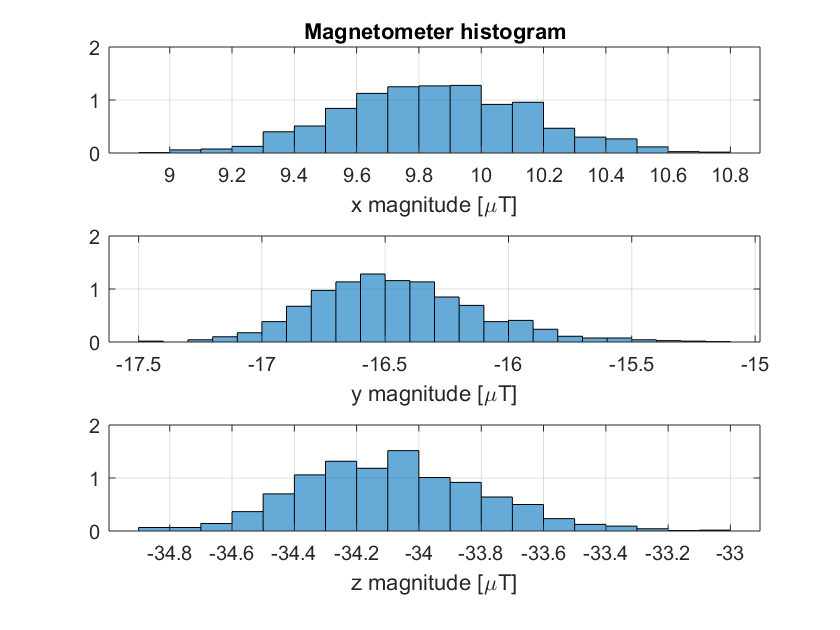 Magnetometer histogram
2
1
0
9 9.2 9.4 9.6 9.8 10 10.2 10.4 10.6 10.8
x magnitude [μT]
2
1
0
-17.5 -17 -16.5 -16 -15.5 -15
y magnitude [μT]
2
1
0
-34.8 -34.6 -34.4 -34.2 -34 -33.8 -33.6 -33.4 -33.2 -33
z magnitude [μT]